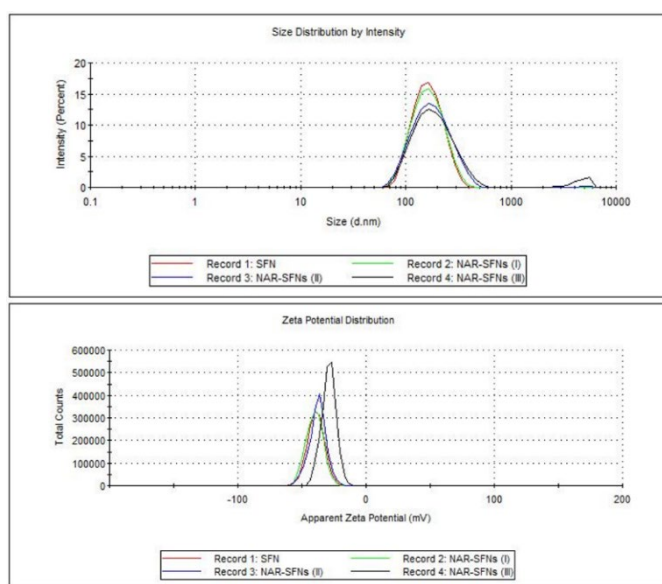 Size Distribution by Intensity
20
15
10
5
0
Intensity (Percent)
0.1 1 10 100 1000 10000
Size (d.nm)
Record 1: SFN Record 2: NAR-SFNs (I)
Record 3: NAR-SFNs (II) Record 4: NAR-SFNs (III)
Zeta Potential Distribution
600000
500000
400000
300000
200000
100000
0
Total Counts
-100 0 100 200
Apparent Zeta Potential (mV)
Record 1: SFN Record 2: NAR-SFNs (I)
Record 3: NAR-SFNs (II) Record 4: NAR-SFNs (III)